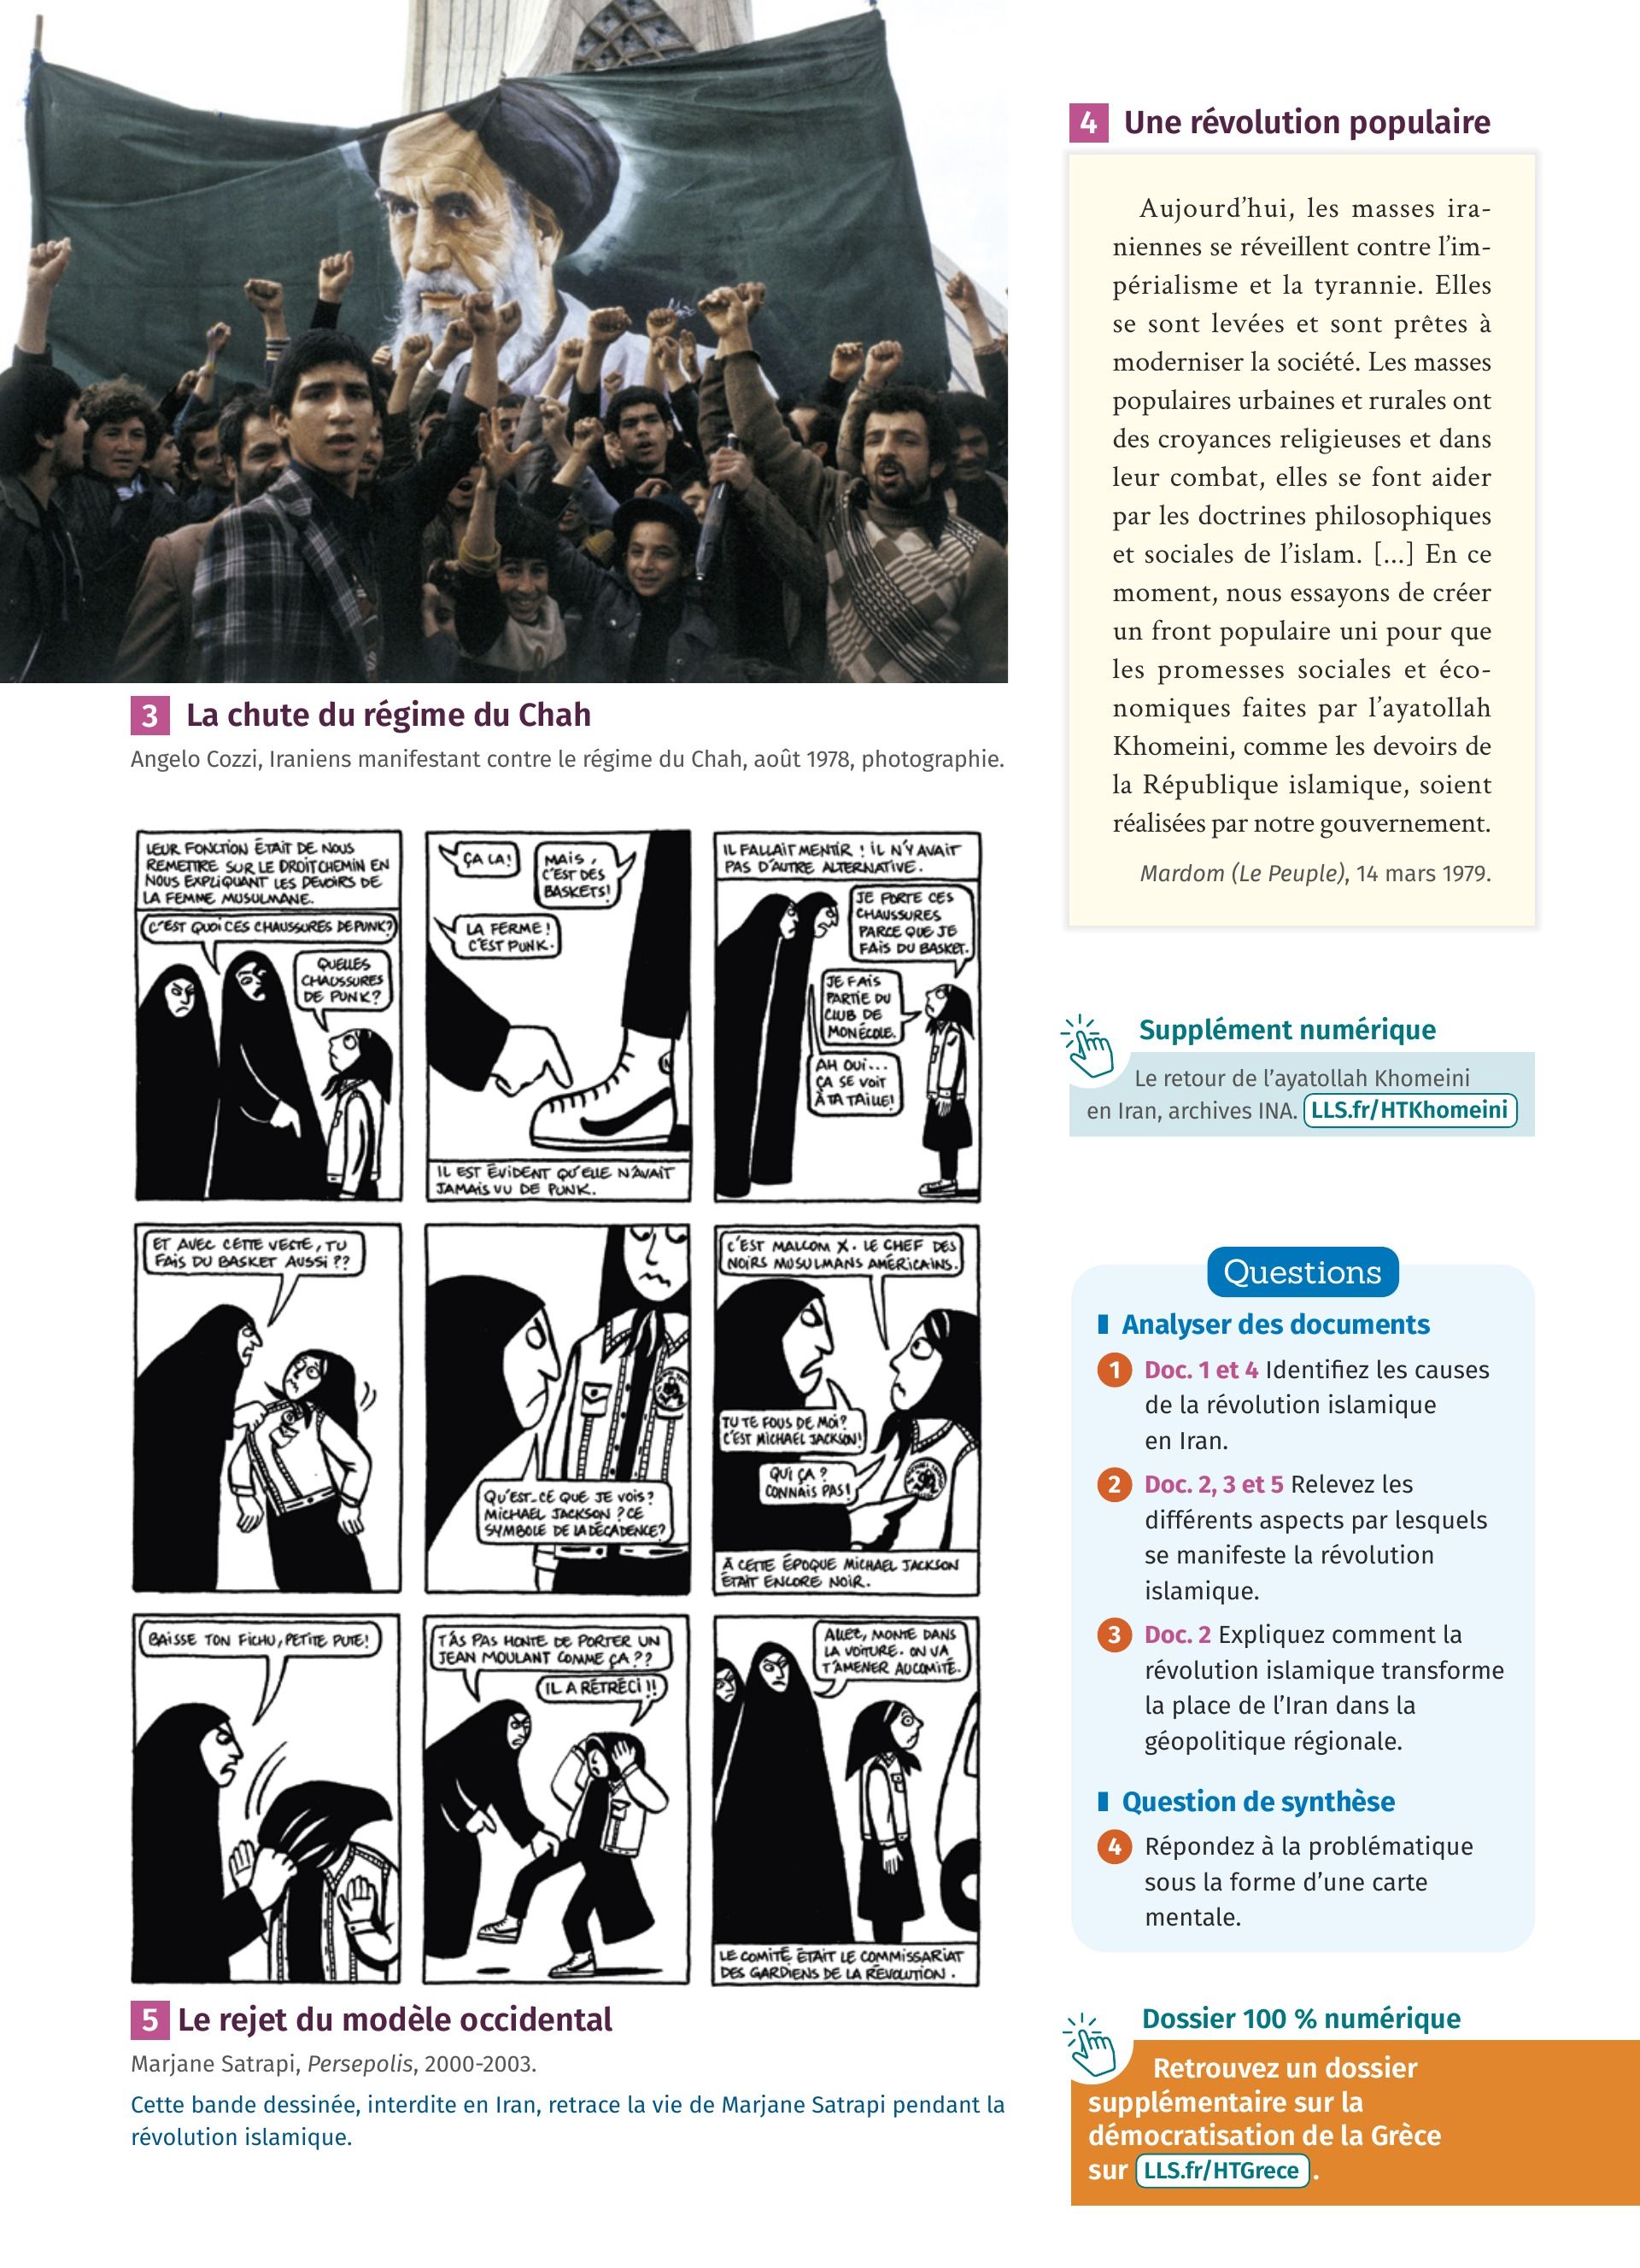 3 La chute du régime du Chah
Angelo Cozzi, Iraniens manifestant contre le régime du Chah, août 1978, photographie.
LEUR FONCTION ÉTAIT DE NOUS
REMETTRE SUR LE DROIT CHEMIN EN
NOUS EXPLIQUANT LES DEVOIRS DE
LA FEMME MUSULMANE.
C'EST QUOI CES CHAUSSURES DE PUNK?
QUELLES
CHAUSSURES
DE PUNK?
ÇA LÀ!
MAIS,
C'EST DES
BASKETS!
LA FERME!
C'EST PUNK.
IL EST ÉVIDENT QU'ELLE N'AVAIT
JAMAIS VU DE PUNK.
IL FALLAIT MENTIR ! IL N'Y AVAIT
PAS D'AUTRE ALTERNATIVE.
JE PORTE CES
CHAUSSURES
PARCE QUE JE
FAIS DU BASKET.
JE FAIS
PARTIE DU
CLUB DE
MON ÉCOLE.
AH OUI...
ÇA SE VOIT
À TA TAILLE!
ET AVEC CETTE VESTE, TU
FAIS DU BASKET AUSSI ??
QU'EST-CE QUE JE VOIS?
MICHAEL JACKSON ? CE
SYMBOLE DE LA DÉCADENCE?
C'EST MALCOM X. LE CHEF DES
NOIRS MUSULMANS AMÉRICAINS.
TU TE FOUS DE MOI?
C'EST MICHAEL JACKSON!
QUI ÇA ?
CONNAIS PAS!
À CETTE ÉPOQUE MICHAEL JACKSON
ÉTAIT ENCORE NOIR.
BAISSE TON FICHU, PETITE PUTE!
T'AS PAS HONTE DE PORTER UN
JEAN MOULANT COMME ÇA ??
IL A RÉTRÉCI !!
ALLEZ, MONTE DANS
LA VOITURE. ON VA
T'AMENER AU COMITÉ.
LE COMITÉ ÉTAIT LE COMMISSARIAT
DES GARDIENS DE LA RÉVOLUTION.
5 Le rejet du modèle occidental
Marjane Satrapi, Persepolis, 2000-2003.
Cette bande dessinée, interdite en Iran, retrace la vie de Marjane Satrapi pendant la
révolution islamique.
4 Une révolution populaire
Aujourd’hui, les masses ira-
niennes se réveillent contre l’im-
périalisme et la tyrannie. Elles
se sont levées et sont prêtes à
moderniser la société. Les masses
populaires urbaines et rurales ont
des croyances religieuses et dans
leur combat, elles se font aider
par les doctrines philosophiques
et sociales de l’islam. [...] En ce
moment, nous essayons de créer
un front populaire uni pour que
les promesses sociales et éco-
nomiques faites par l’ayatollah
Khomeini, comme les devoirs de
la République islamique, soient
réalisées par notre gouvernement.
Mardom (Le Peuple), 14 mars 1979.
Supplément numérique
Le retour de l’ayatollah Khomeini
en Iran, archives INA. LLS.fr/HTKhomeini
Questions
Analyser des documents
1 Doc. 1 et 4 Identifiez les causes
de la révolution islamique
en Iran.
2 Doc. 2, 3 et 5 Relevez les
différents aspects par lesquels
se manifeste la révolution
islamique.
3 Doc. 2 Expliquez comment la
révolution islamique transforme
la place de l’Iran dans la
géopolitique régionale.
Question de synthèse
4 Répondez à la problématique
sous la forme d’une carte
mentale.
Dossier 100 % numérique
Retrouvez un dossier
supplémentaire sur la
démocratisation de la Grèce
sur LLS.fr/HTGrece .